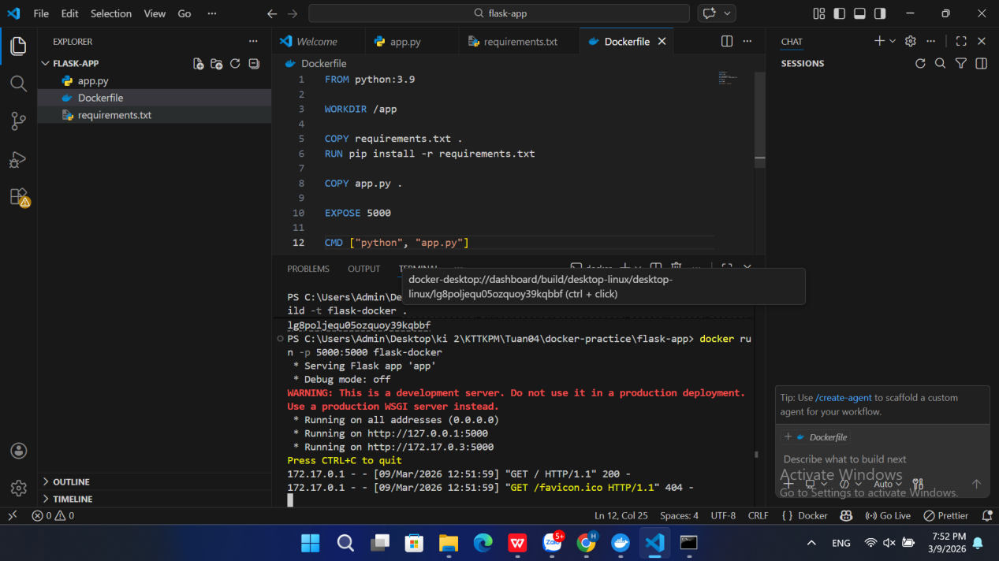 File Edit Selection View Go ···
flask-app
EXPLORER
FLASK-APP
app.py
Dockerfile
requirements.txt
OUTLINE
TIMELINE
Welcome
app.py
requirements.txt
Dockerfile
Dockerfile
1 FROM python:3.9
2
3 WORKDIR /app
4
5 COPY requirements.txt .
6 RUN pip install -r requirements.txt
7
8 COPY app.py .
9
10 EXPOSE 5000
11
12 CMD ["python", "app.py"]
PROBLEMS OUTPUT
docker-desktop://dashboard/build/desktop-linux/desktop-
linux/lg8poljequ05ozquoy39kqbbf (ctrl + click)
PS C:\Users\Admin\De
ild -t flask-docker .
lg8poljequ05ozquoy39kqbbf
PS C:\Users\Admin\Desktop\ki 2\KTTKPM\Tuan04\docker-practice\flask-app> docker ru
n -p 5000:5000 flask-docker
* Serving Flask app 'app'
* Debug mode: off
WARNING: This is a development server. Do not use it in a production deployment.
Use a production WSGI server instead.
* Running on all addresses (0.0.0.0)
* Running on http://127.0.0.1:5000
* Running on http://172.17.0.3:5000
Press CTRL+C to quit
172.17.0.1 - - [09/Mar/2026 12:51:59] "GET / HTTP/1.1" 200 -
172.17.0.1 - - [09/Mar/2026 12:51:59] "GET /favicon.ico HTTP/1.1" 404 -
CHAT
SESSIONS
Tip: Use /create-agent to scaffold a custom
agent for your workflow.
Dockerfile
Describe what to build next
Auto
Activate Windows
Go to Settings to activate Windows.
0 0
Ln 12, Col 25 Spaces: 4 UTF-8 CRLF { } Docker Go Live Prettier
Zalo 5+
H
ENG
7:52 PM
3/9/2026